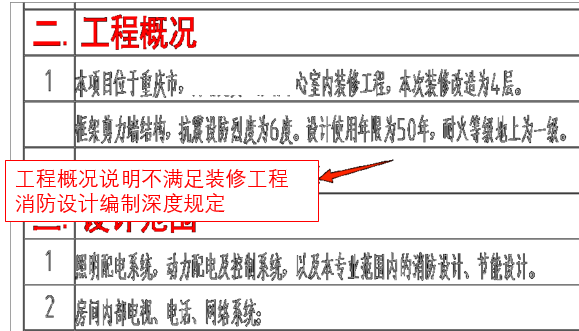 二. 工程概况
1 本项目位于重庆市, 心室内装修工程, 本次装修改造为4层。
框架剪力墙结构, 抗震设防烈度为6度。设计使用年限为50年, 耐火等级地上为一级。
工程概况说明不满足装修工程
消防设计编制深度规定
设计范围
1 照明配电系统, 动力配电及控制系统, 以及本专业范围内的消防设计、节能设计。
2 房间内部电视、电话、网络系统。